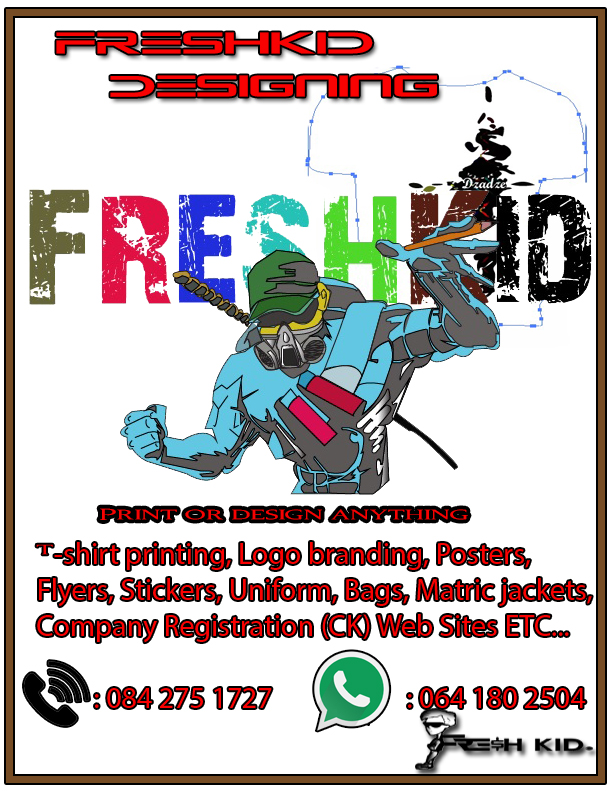 FRESHKID
DESIGNING
Dzadze
FRESHKID
PRINT OR DESIGN ANYTHING
T-shirt printing, Logo branding, Posters,
Flyers, Stickers, Uniform, Bags, Matric jackets,
Company Registration (CK) Web Sites ETC...
: 084 275 1727
: 064 180 2504
FRE$H KID.